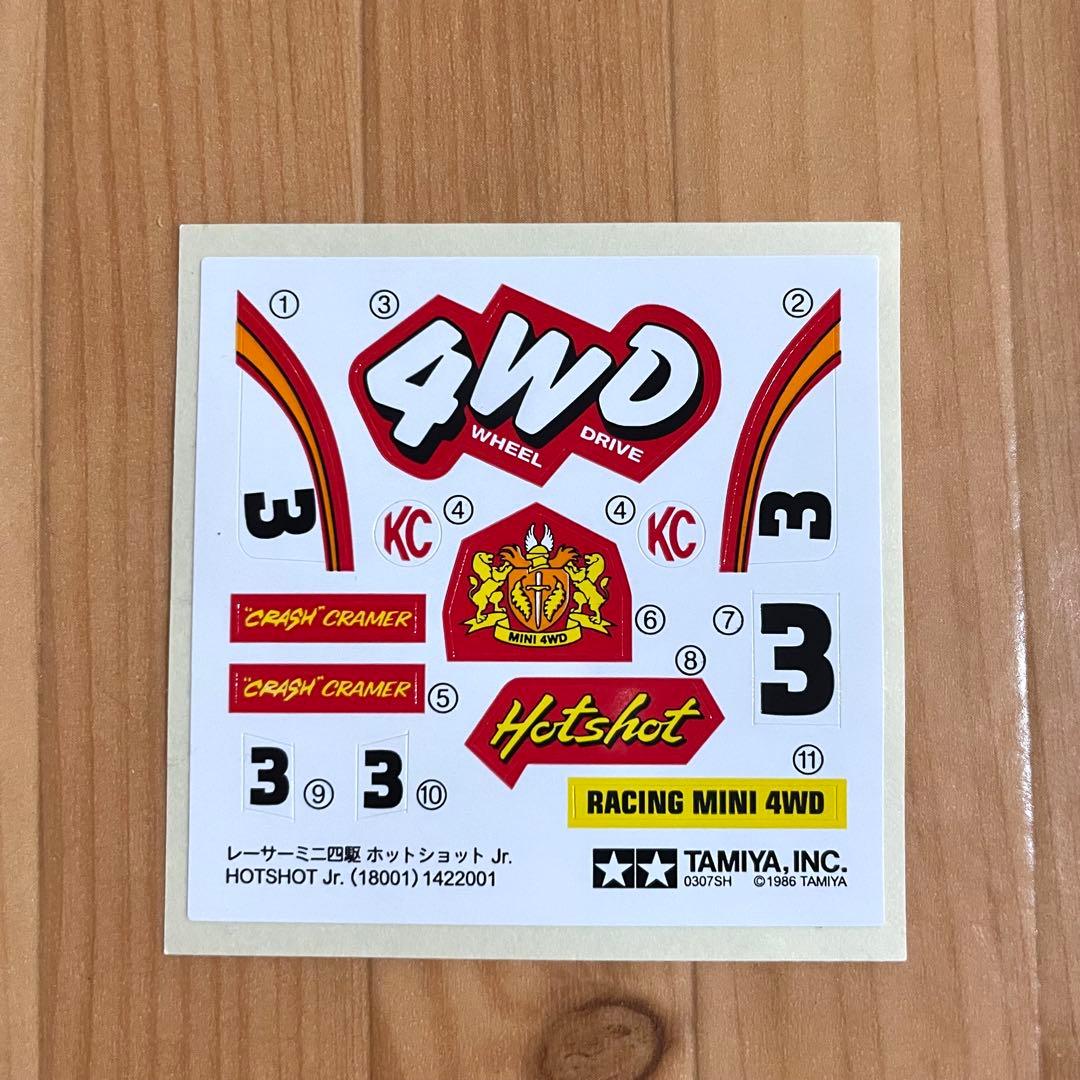 ①
③
②
4WD
WHEEL DRIVE
3
3
KC
④
④
KC
"CRASH" CRAMER
MINI 4WD
⑥
⑦
3
"CRASH" CRAMER
⑤
⑧
Hotshot
3
⑨
3
⑩
⑪
RACING MINI 4WD
レーサーミニ四駆 ホットショット Jr.
HOTSHOT Jr. (18001) 1422001
TAMIYA, INC.
0307SH ©1986 TAMIYA